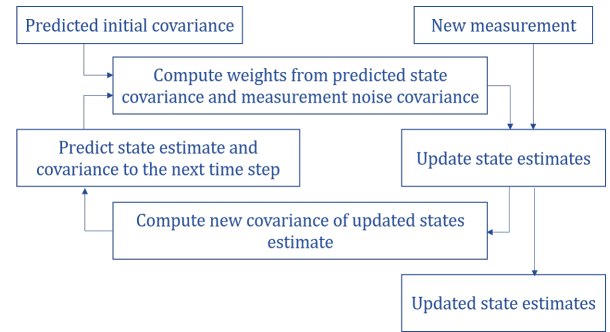 Predicted initial covariance
New measurement
Compute weights from predicted state
covariance and measurement noise covariance
Predict state estimate and
covariance to the next time step
Update state estimates
Compute new covariance of updated states
estimate
Updated state estimates